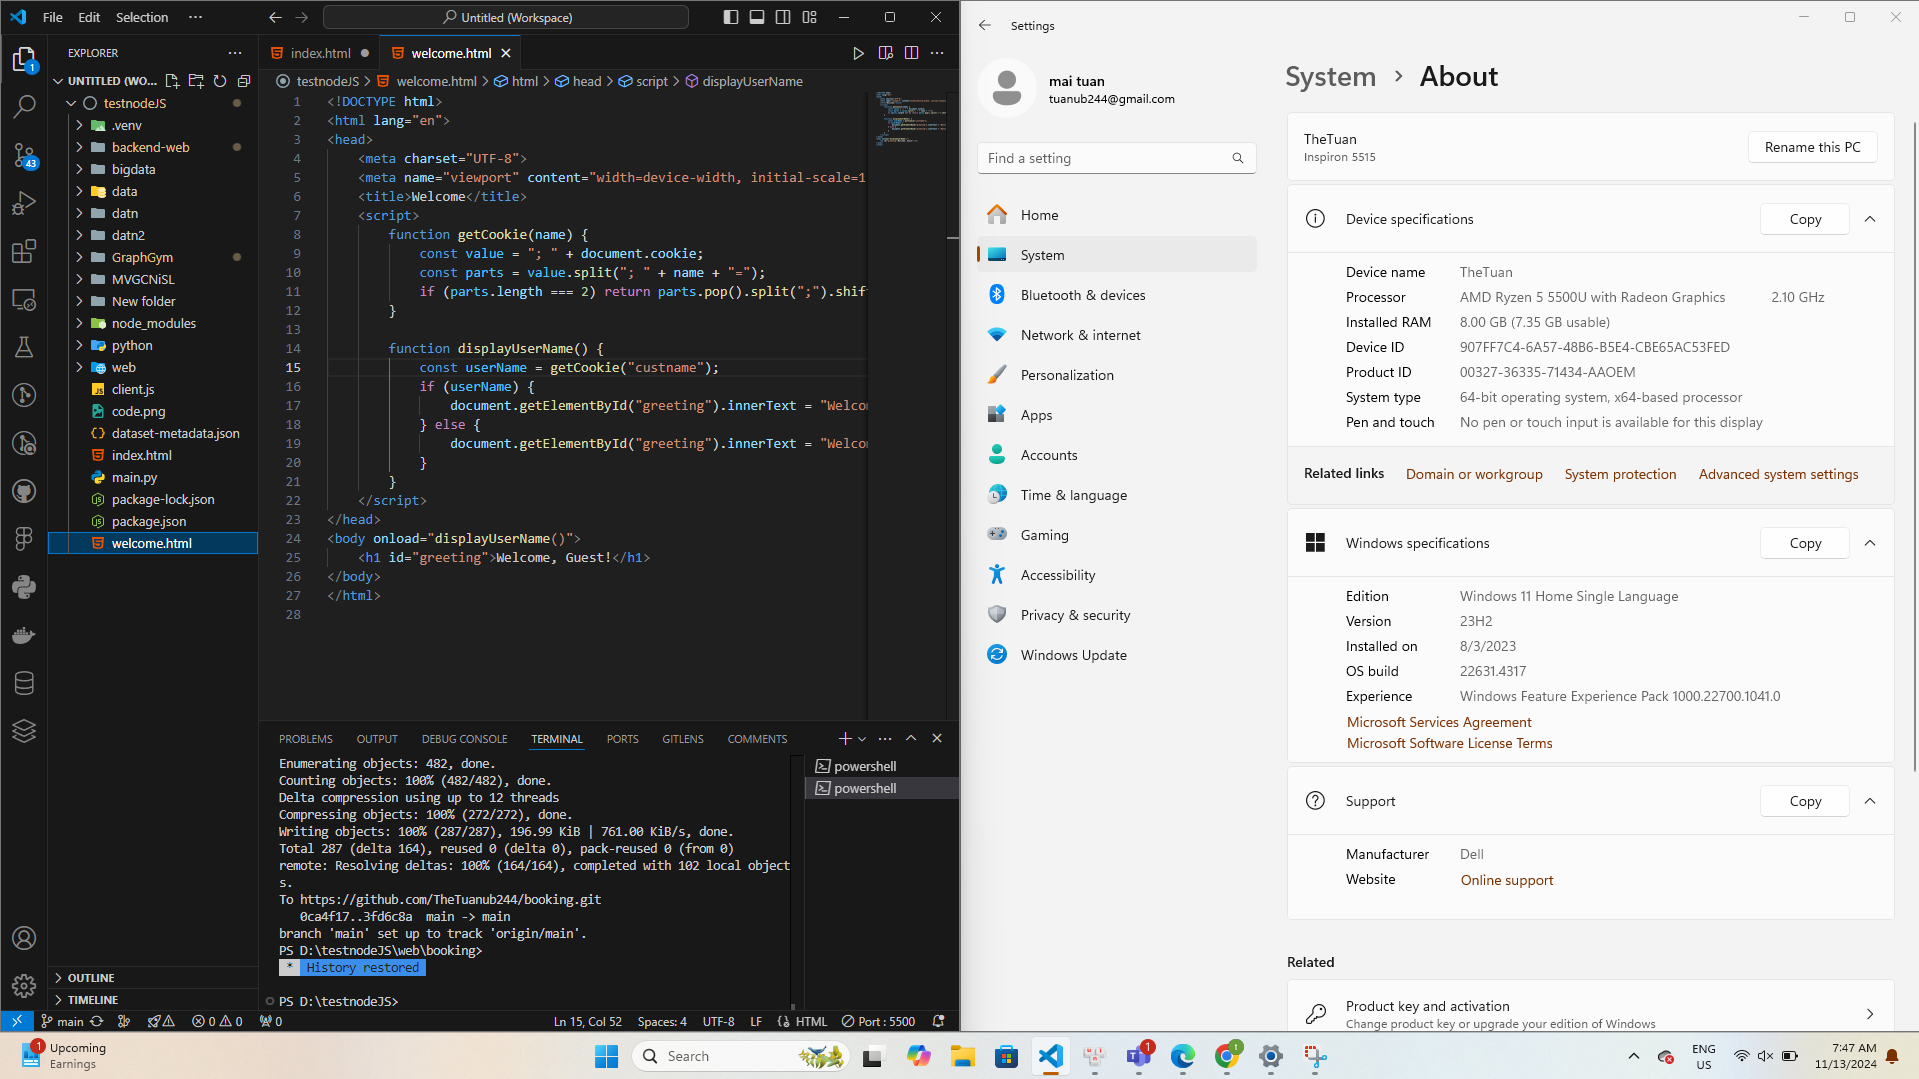 File Edit Selection ···
Untitled (Workspace)
EXPLORER
1
UNTITLED (WO...
testnodeJS
.venv
backend-web
bigdata
43
data
datn
datn2
GraphGym
MVGCNiSL
New folder
node_modules
python
web
client.js
code.png
dataset-metadata.json
index.html
main.py
package-lock.json
package.json
welcome.html
OUTLINE
TIMELINE
index.html
welcome.html
testnodeJS > welcome.html > html > head > script > displayUserName
1 <!DOCTYPE html>
2 <html lang="en">
3 <head>
4 <meta charset="UTF-8">
5 <meta name="viewport" content="width=device-width, initial-scale=1
6 <title>Welcome</title>
7 <script>
8 function getCookie(name) {
9 const value = "; " + document.cookie;
10 const parts = value.split("; " + name + "=");
11 if (parts.length === 2) return parts.pop().split(";").shif
12 }
13
14 function displayUserName() {
15 const userName = getCookie("custname");
16 if (userName) {
17 document.getElementById("greeting").innerText = "Welco
18 } else {
19 document.getElementById("greeting").innerText = "Welco
20 }
21 }
22 </script>
23 </head>
24 <body onload="displayUserName()">
25 <h1 id="greeting">Welcome, Guest!</h1>
26 </body>
27 </html>
28
PROBLEMS OUTPUT DEBUG CONSOLE TERMINAL PORTS GITLENS COMMENTS
Enumerating objects: 482, done.
Counting objects: 100% (482/482), done.
Delta compression using up to 12 threads
Compressing objects: 100% (272/272), done.
Writing objects: 100% (287/287), 196.99 KiB | 761.00 KiB/s, done.
Total 287 (delta 164), reused 0 (delta 0), pack-reused 0 (from 0)
remote: Resolving deltas: 100% (164/164), completed with 102 local object
s.
To https://github.com/TheTuanub244/booking.git
0ca4f17..3fd6c8a main -> main
branch 'main' set up to track 'origin/main'.
PS D:\testnodeJS\web\booking>
* History restored
PS D:\testnodeJS>
powershell
powershell
main 0 0 0 Ln 15, Col 52 Spaces: 4 UTF-8 LF HTML Port : 5500
Settings
mai tuan
tuanub244@gmail.com
Find a setting
Home
System
Bluetooth & devices
Network & internet
Personalization
Apps
Accounts
Time & language
Gaming
Accessibility
Privacy & security
Windows Update
System > About
TheTuan
Inspiron 5515
Rename this PC
Device specifications
Copy
Device name TheTuan
Processor AMD Ryzen 5 5500U with Radeon Graphics 2.10 GHz
Installed RAM 8.00 GB (7.35 GB usable)
Device ID 907FF7C4-6A57-48B6-B5E4-CBE65AC53FED
Product ID 00327-36335-71434-AAOEM
System type 64-bit operating system, x64-based processor
Pen and touch No pen or touch input is available for this display
Related links Domain or workgroup System protection Advanced system settings
Windows specifications
Copy
Edition Windows 11 Home Single Language
Version 23H2
Installed on 8/3/2023
OS build 22631.4317
Experience Windows Feature Experience Pack 1000.22700.1041.0
Microsoft Services Agreement
Microsoft Software License Terms
Support
Copy
Manufacturer Dell
Website Online support
Related
Product key and activation
Change product key or upgrade your edition of Windows
1
Upcoming
Earnings
Search
1
t
ENG
US
7:47 AM
11/13/2024